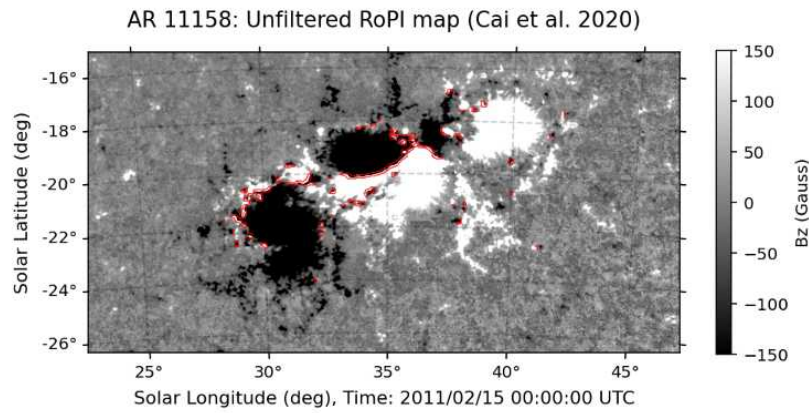 AR 11158: Unfiltered RoPI map (Cai et al. 2020)
150
-16°
100
-18°
50
-20°
0
-22°
−50
-24°
−100
-26°
−150
Solar Latitude (deg)
Bz (Gauss)
25° 30° 35° 40° 45°
Solar Longitude (deg), Time: 2011/02/15 00:00:00 UTC